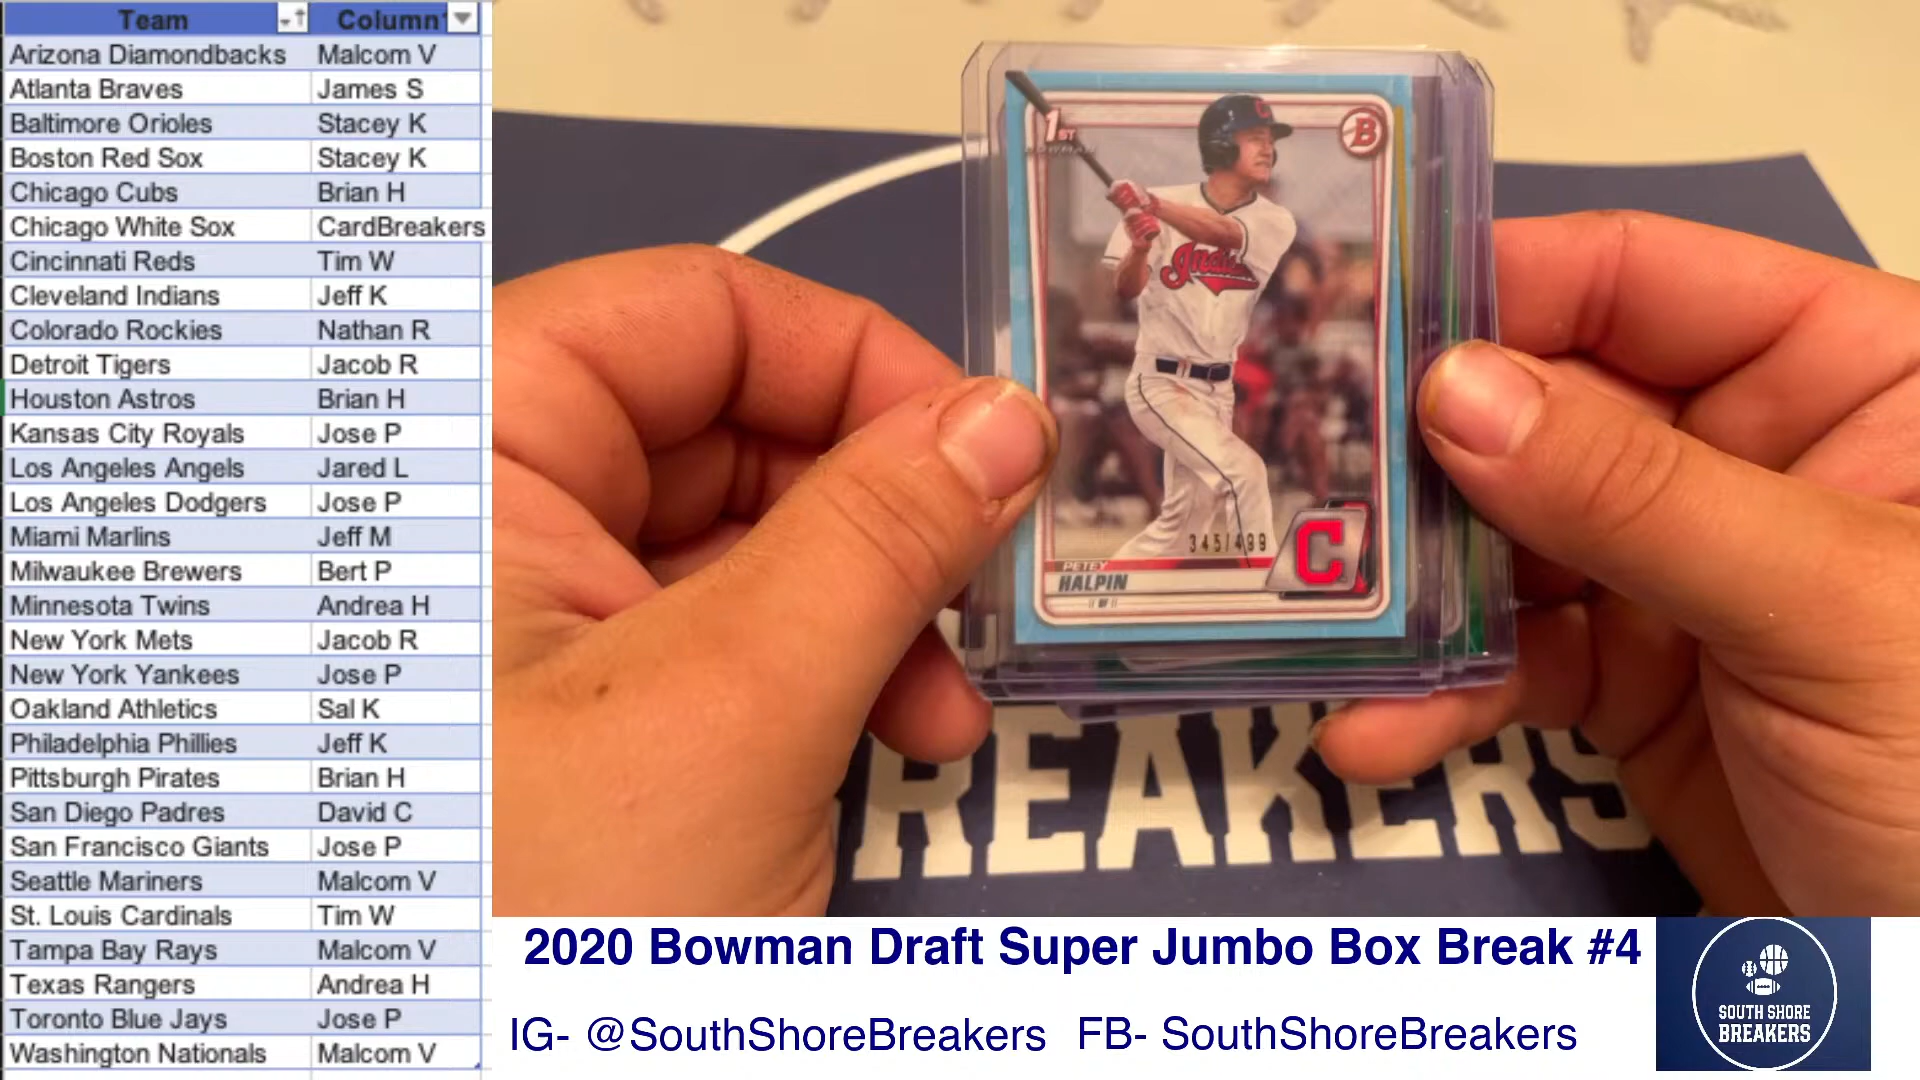 Team Column
Arizona Diamondbacks Malcom V
Atlanta Braves James S
Baltimore Orioles Stacey K
Boston Red Sox Stacey K
Chicago Cubs Brian H
Chicago White Sox CardBreakers
Cincinnati Reds Tim W
Cleveland Indians Jeff K
Colorado Rockies Nathan R
Detroit Tigers Jacob R
Houston Astros Brian H
Kansas City Royals Jose P
Los Angeles Angels Jared L
Los Angeles Dodgers Jose P
Miami Marlins Jeff M
Milwaukee Brewers Bert P
Minnesota Twins Andrea H
New York Mets Jacob R
New York Yankees Jose P
Oakland Athletics Sal K
Philadelphia Phillies Jeff K
Pittsburgh Pirates Brian H
San Diego Padres David C
San Francisco Giants Jose P
Seattle Mariners Malcom V
St. Louis Cardinals Tim W
Tampa Bay Rays Malcom V
Texas Rangers Andrea H
Toronto Blue Jays Jose P
Washington Nationals Malcom V
1ST
BOWMAN
B
C
345/499
C
PETEY
HALPIN
OF
REAKERS
2020 Bowman Draft Super Jumbo Box Break #4
IG- @SouthShoreBreakers FB- SouthShoreBreakers
SOUTH SHORE
BREAKERS